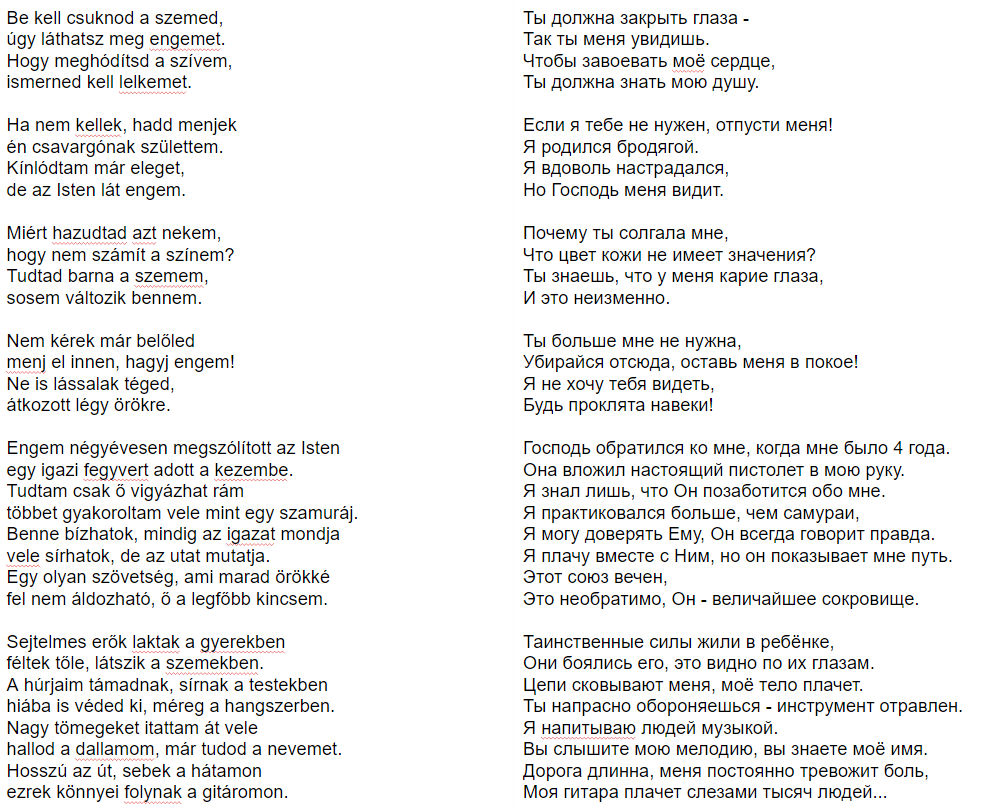 Be kell csuknod a szemed,
úgy láthatsz meg engemet.
Hogy meghódítsd a szívem,
ismerned kell lelkemet.

Ha nem kellek, hadd menjek
én csavargónak születtem.
Kínlódtam már eleget,
de az Isten lát engem.

Miért hazudtad azt nekem,
hogy nem számít a színem?
Tudtad barna a szemem,
sosem változik bennem.

Nem kérek már belőled
menj el innen, hagyj engem!
Ne is lássalak téged,
átkozott légy örökre.

Engem négyévesen megszólított az Isten
egy igazi fegyvert adott a kezembe.
Tudtam csak ő vigyázhat rám
többet gyakoroltam vele mint egy szamuráj.
Benne bízhatok, mindig az igazat mondja
vele sírhatok, de az utat mutatja.
Egy olyan szövetség, ami marad örökké
fel nem áldozható, ő a legfőbb kincsem.

Sejtelmes erők laktak a gyerekben
féltek tőle, látszik a szemekben.
A húrjaim támadnak, sírnak a testekben
hiába is véded ki, méreg a hangszerben.
Nagy tömegeket itattam át vele
hallod a dallamom, már tudod a nevemet.
Hosszú az út, sebek a hátamon
ezrek könnyei folynak a gitáromon.

Ты должна закрыть глаза -
Так ты меня увидишь.
Чтобы завоевать моё сердце,
Ты должна знать мою душу.

Если я тебе не нужен, отпусти меня!
Я родился бродягой.
Я вдоволь настрадался,
Но Господь меня видит.

Почему ты солгала мне,
Что цвет кожи не имеет значения?
Ты знаешь, что у меня карие глаза,
И это неизменно.

Ты больше мне не нужна,
Убирайся отсюда, оставь меня в покое!
Я не хочу тебя видеть,
Будь проклята навеки!

Господь обратился ко мне, когда мне было 4 года.
Она вложил настоящий пистолет в мою руку.
Я знал лишь, что Он позаботится обо мне.
Я практиковался больше, чем самураи,
Я могу доверять Ему, Он всегда говорит правда.
Я плачу вместе с Ним, но он показывает мне путь.
Этот союз вечен,
Это необратимо, Он - величайшее сокровище.

Таинственные силы жили в ребёнке,
Они боялись его, это видно по их глазам.
Цепи сковывают меня, моё тело плачет.
Ты напрасно обороняешься - инструмент отравлен.
Я напитываю людей музыкой.
Вы слышите мою мелодию, вы знаете моё имя.
Дорога длинна, меня постоянно тревожит боль,
Моя гитара плачет слезами тысяч людей...